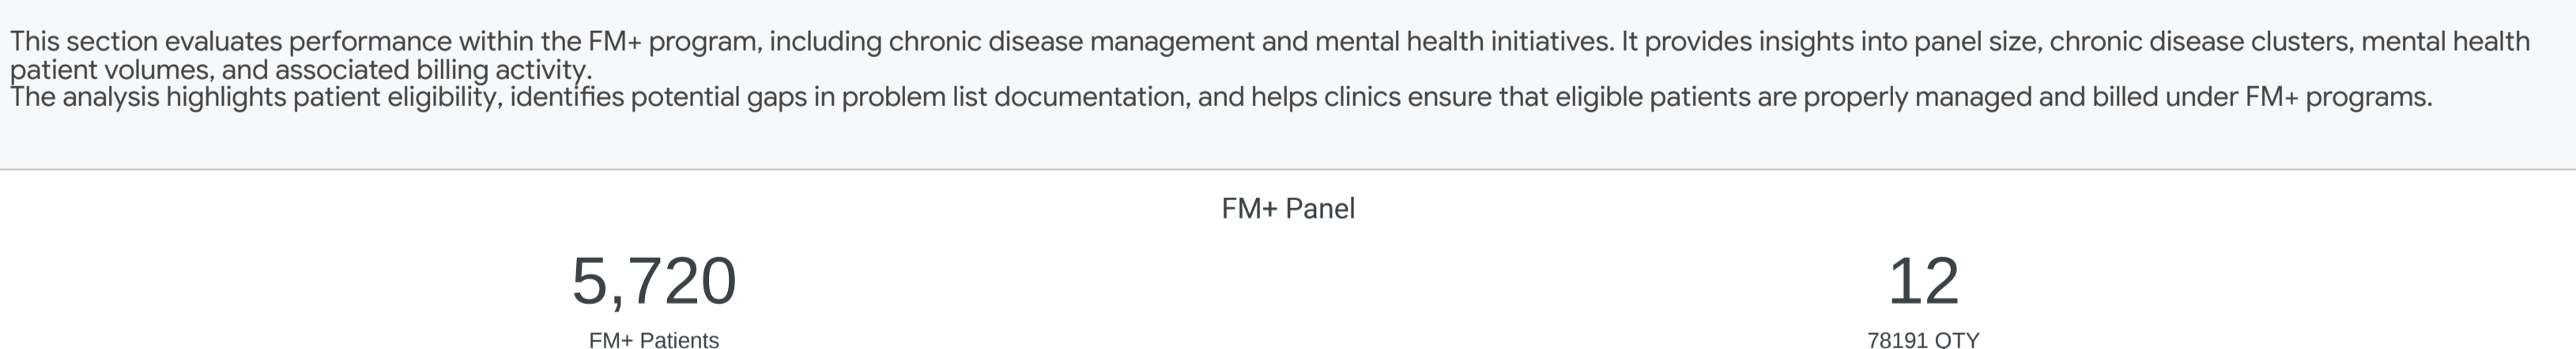 This section evaluates performance within the FM+ program, including chronic disease management and mental health initiatives. It provides insights into panel size, chronic disease clusters, mental health
patient volumes, and associated billing activity.
The analysis highlights patient eligibility, identifies potential gaps in problem list documentation, and helps clinics ensure that eligible patients are properly managed and billed under FM+ programs.
FM+ Panel
5,720
12
FM+ Patients
78191 QTY